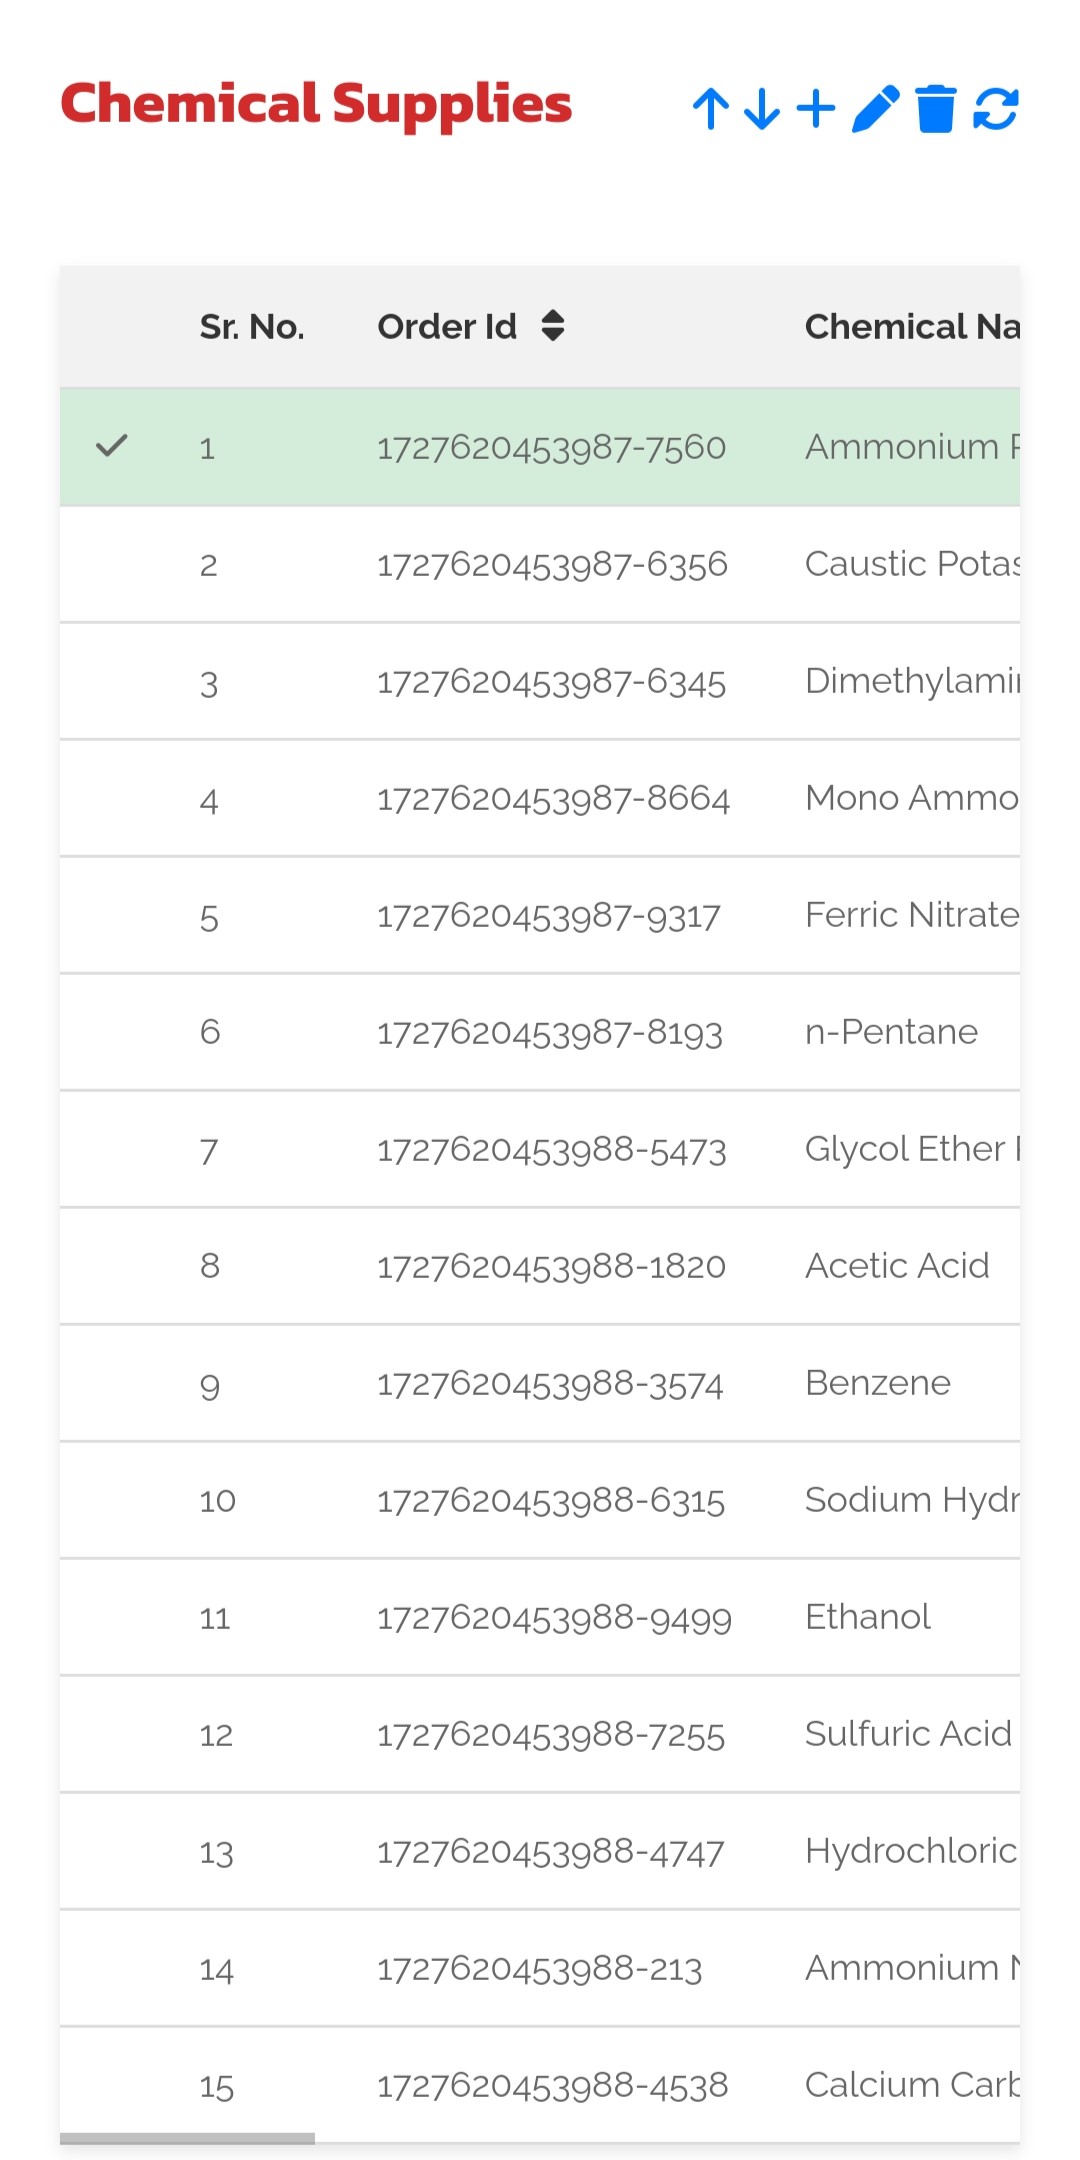 Chemical Supplies
Sr. No. Order Id Chemical Na
1 1727620453987-7560 Ammonium
2 1727620453987-6356 Caustic Potas
3 1727620453987-6345 Dimethylami
4 1727620453987-8664 Mono Ammo
5 1727620453987-9317 Ferric Nitrate
6 1727620453987-8193 n-Pentane
7 1727620453988-5473 Glycol Ether
8 1727620453988-1820 Acetic Acid
9 1727620453988-3574 Benzene
10 1727620453988-6315 Sodium Hydr
11 1727620453988-9499 Ethanol
12 1727620453988-7255 Sulfuric Acid
13 1727620453988-4747 Hydrochloric
14 1727620453988-213 Ammonium
15 1727620453988-4538 Calcium Carb